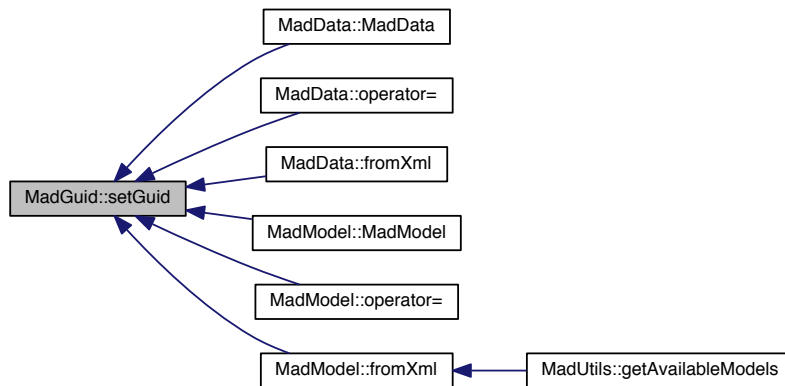 MadData::MadData
MadData::operator=
MadData::fromXml
MadGuid::setGuid
MadModel::MadModel
MadModel::operator=
MadModel::fromXml
MadUtils::getAvailableModels